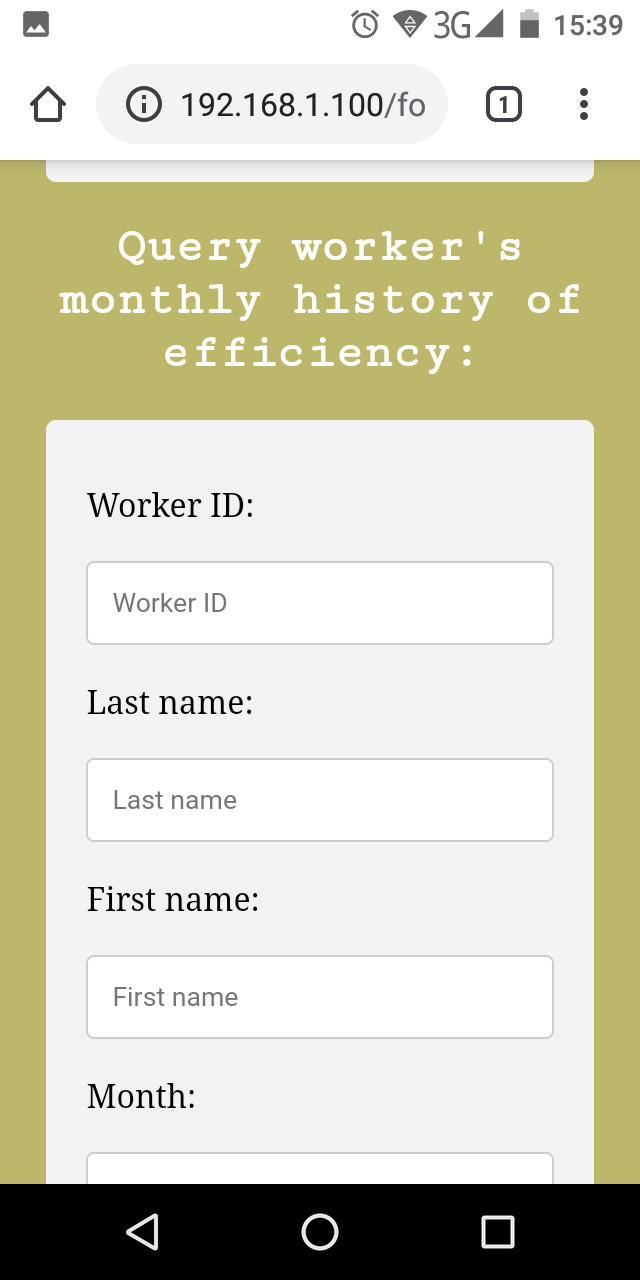 3G 15:39
192.168.1.100/fo 1
Query worker's
monthly history of
efficiency:
Worker ID:
Worker ID
Last name:
Last name
First name:
First name
Month: